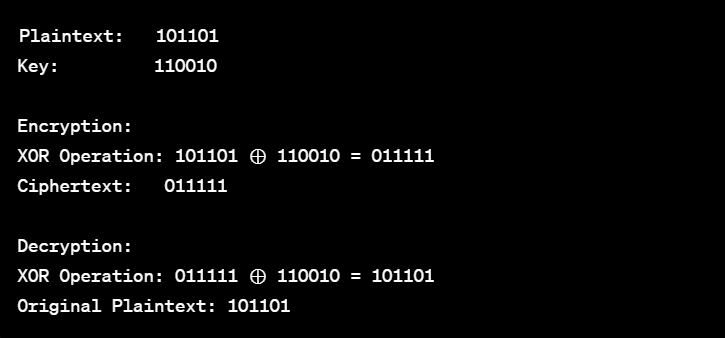 Plaintext: 101101
Key: 110010
Encryption:
XOR Operation: 101101 ⊕ 110010 = 011111
Ciphertext: 011111
Decryption:
XOR Operation: 011111 ⊕ 110010 = 101101
Original Plaintext: 101101